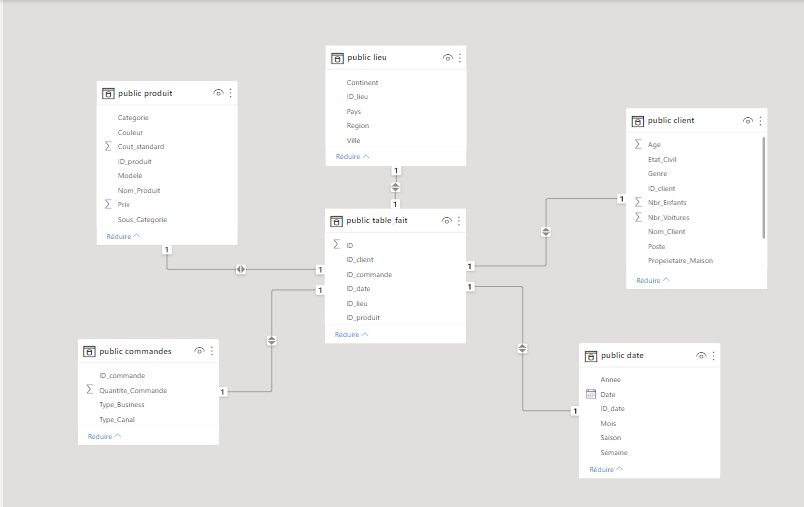 public produit
Categorie
Couleur
Cout_standard
ID_produit
Modele
Nom_Produit
Prix
Sous_Categorie
Réduire
1
public lieu
Continent
ID_lieu
Pays
Region
Ville
Réduire
1
1
public table_fait
ID
ID_client
ID_commande
ID_date
ID_lieu
ID_produit
Réduire
1
1
1
1
public client
Age
Etat_Civil
Genre
ID_client
Nbr_Enfants
Nbr_Voitures
Nom_Client
Poste
Propeietaire_Maison
Réduire
1
public commandes
ID_commande
Quantite_Commande
Type_Business
Type_Canal
Réduire
1
public date
Annee
Date
ID_date
Mois
Saison
Semaine
Réduire
1